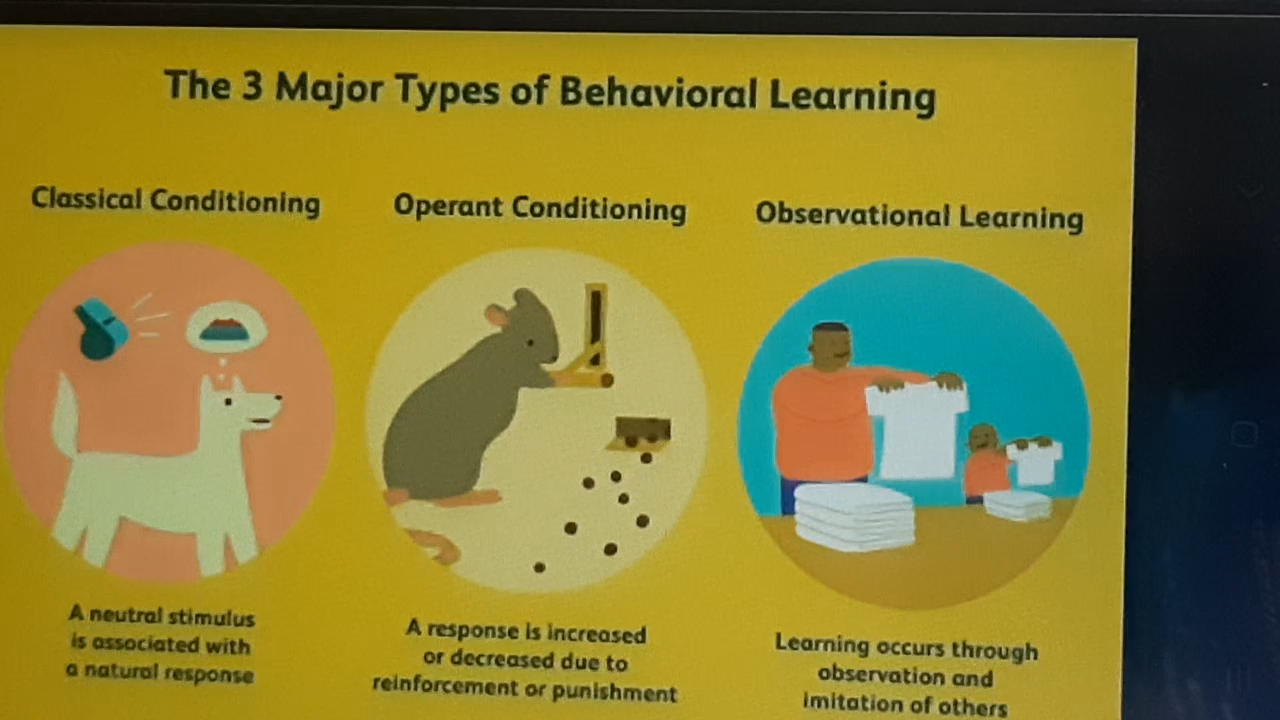 The 3 Major Types of Behavioral Learning
Classical Conditioning
A neutral stimulus
is associated with
a natural response
Operant Conditioning
A response is increased
or decreased due to
reinforcement or punishment
Observational Learning
Learning occurs through
observation and
imitation of others